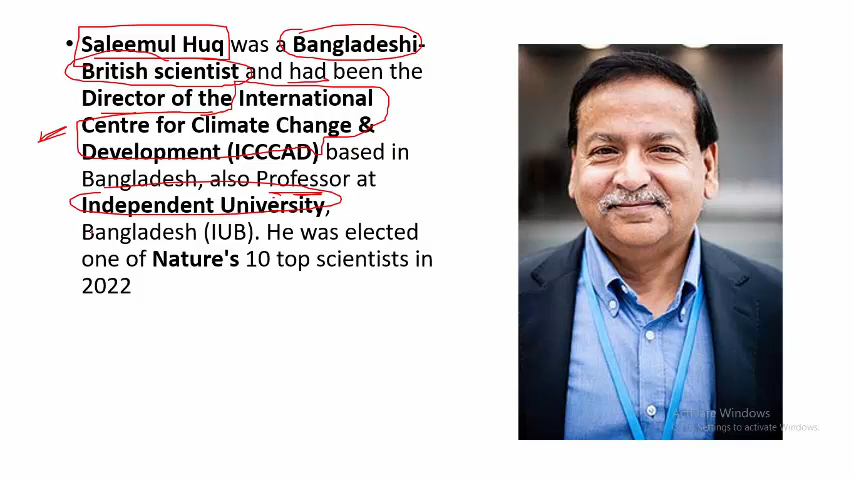 • Saleemul Huq was a Bangladeshi-
British scientist and had been the
Director of the International
Centre for Climate Change &
Development (ICCCAD) based in
Bangladesh, also Professor at
Independent University,
Bangladesh (IUB). He was elected
one of Nature's 10 top scientists in
2022
Activate Windows
Settings to activate Windows.